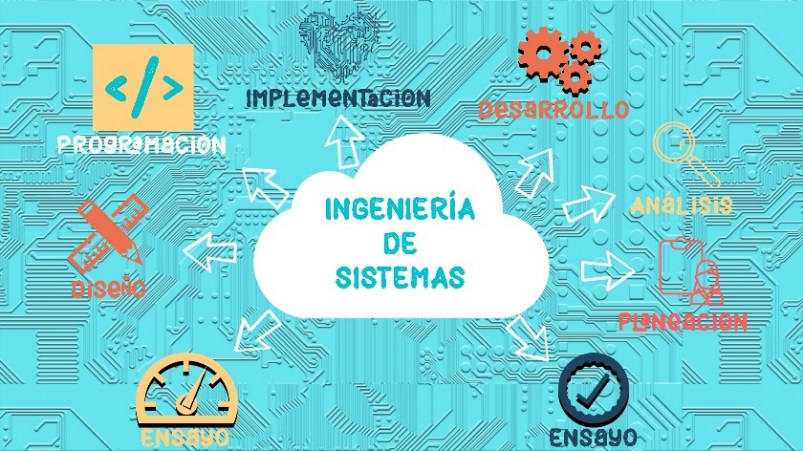 </>
IMPLEMENTACION
DESARROLLO
PROGRAMACION
INGENIERÍA
DE
SISTEMAS
ANÁLISIS
DISEÑO
PLANEACION
ENSAYO
ENSAYO